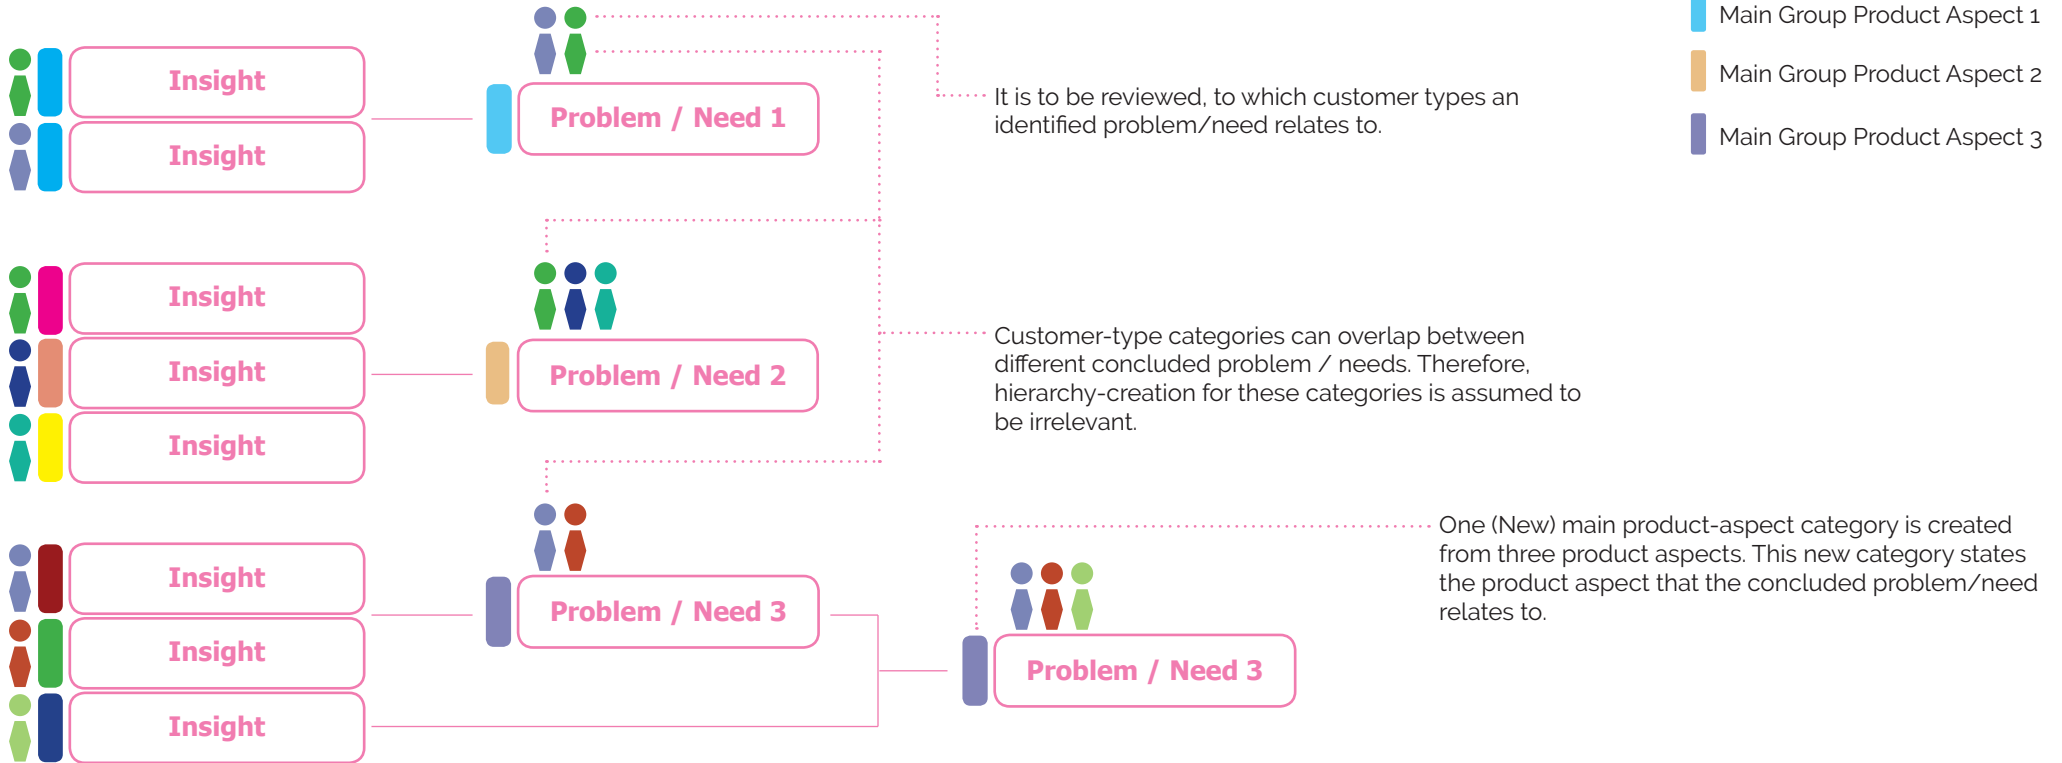 Main Group Product Aspect 1
Main Group Product Aspect 2
Main Group Product Aspect 3
Insight
Insight
Problem / Need 1
It is to be reviewed, to which customer types an
identified problem/need relates to.
Insight
Insight
Insight
Problem / Need 2
Customer-type categories can overlap between
different concluded problem / needs. Therefore,
hierarchy-creation for these categories is assumed to
be irrelevant.
Insight
Insight
Insight
Problem / Need 3
Problem / Need 3
One (New) main product-aspect category is created
from three product aspects. This new category states
the product aspect that the concluded problem/need
relates to.